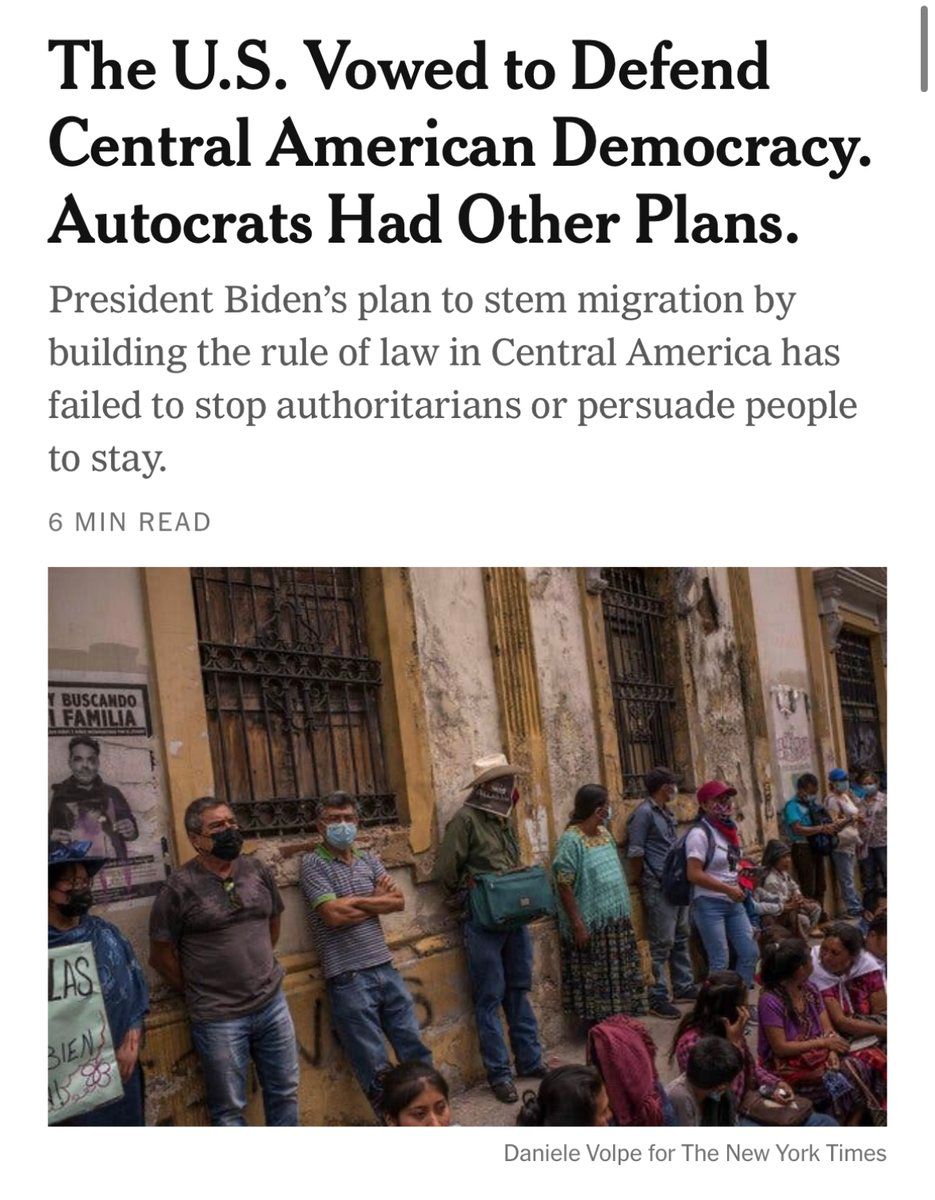 The U.S. Vowed to Defend
Central American Democracy.
Autocrats Had Other Plans.
President Biden’s plan to stem migration by
building the rule of law in Central America has
failed to stop authoritarians or persuade people
to stay.
6 MIN READ
Y BUSCANDO
I FAMILIA
LAS
BIEN
Daniele Volpe for The New York Times